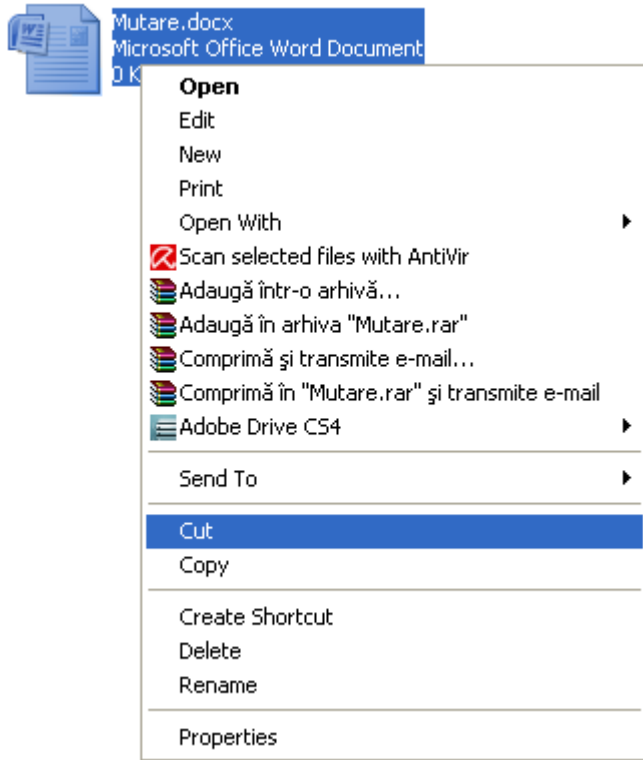 Mutare.docx
Microsoft Office Word Document
0 K
Open
Edit
New
Print
Open With
Scan selected files with AntiVir
Adaugă într-o arhivă...
Adaugă în arhiva "Mutare.rar"
Comprimă şi transmite e-mail...
Comprimă în "Mutare.rar" şi transmite e-mail
Adobe Drive CS4
Send To
Cut
Copy
Create Shortcut
Delete
Rename
Properties